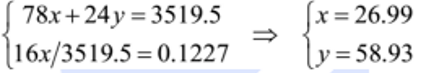 78x + 24y = 3519.5 ⇒ x = 26.99
16x/3519.5 = 0.1227 y = 58.93